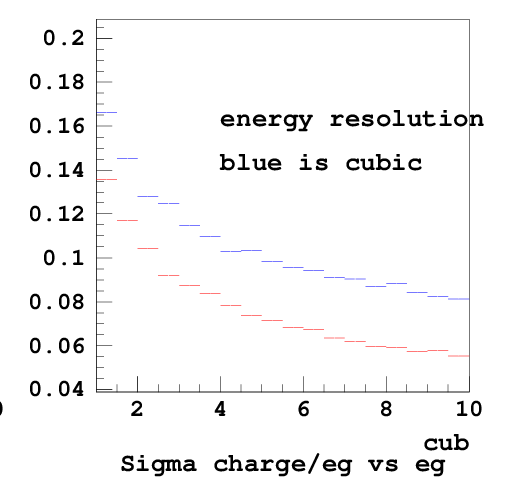 0.2
0.18
0.16
energy resolution
0.14
blue is cubic
0.12
0.1
0.08
0.06
0.04
2 4 6 8 10
cub
Sigma charge/eg vs eg